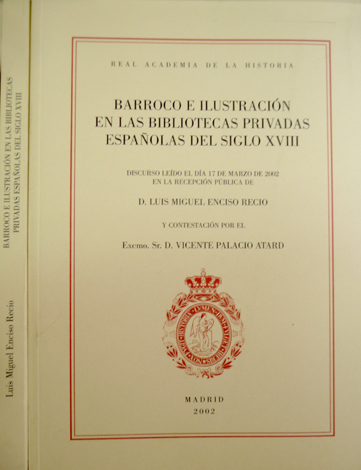 REAL ACADEMIA DE LA HISTORIA
BARROCO E ILUSTRACIÓN
EN LAS BIBLIOTECAS PRIVADAS
ESPAÑOLAS DEL SIGLO XVIII
DISCURSO LEÍDO EL DÍA 17 DE MARZO DE 2002
EN LA RECEPCIÓN PÚBLICA DE
D. LUIS MIGUEL ENCISO RECIO
Y CONTESTACIÓN POR EL
Excmo. Sr. D. VICENTE PALACIO ATARD
MADRID
2002
BARROCO E ILUSTRACIÓN EN LAS BIBLIOTECAS
PRIVADAS ESPAÑOLAS DEL SIGLO XVIII
Luis Miguel Enciso Recio